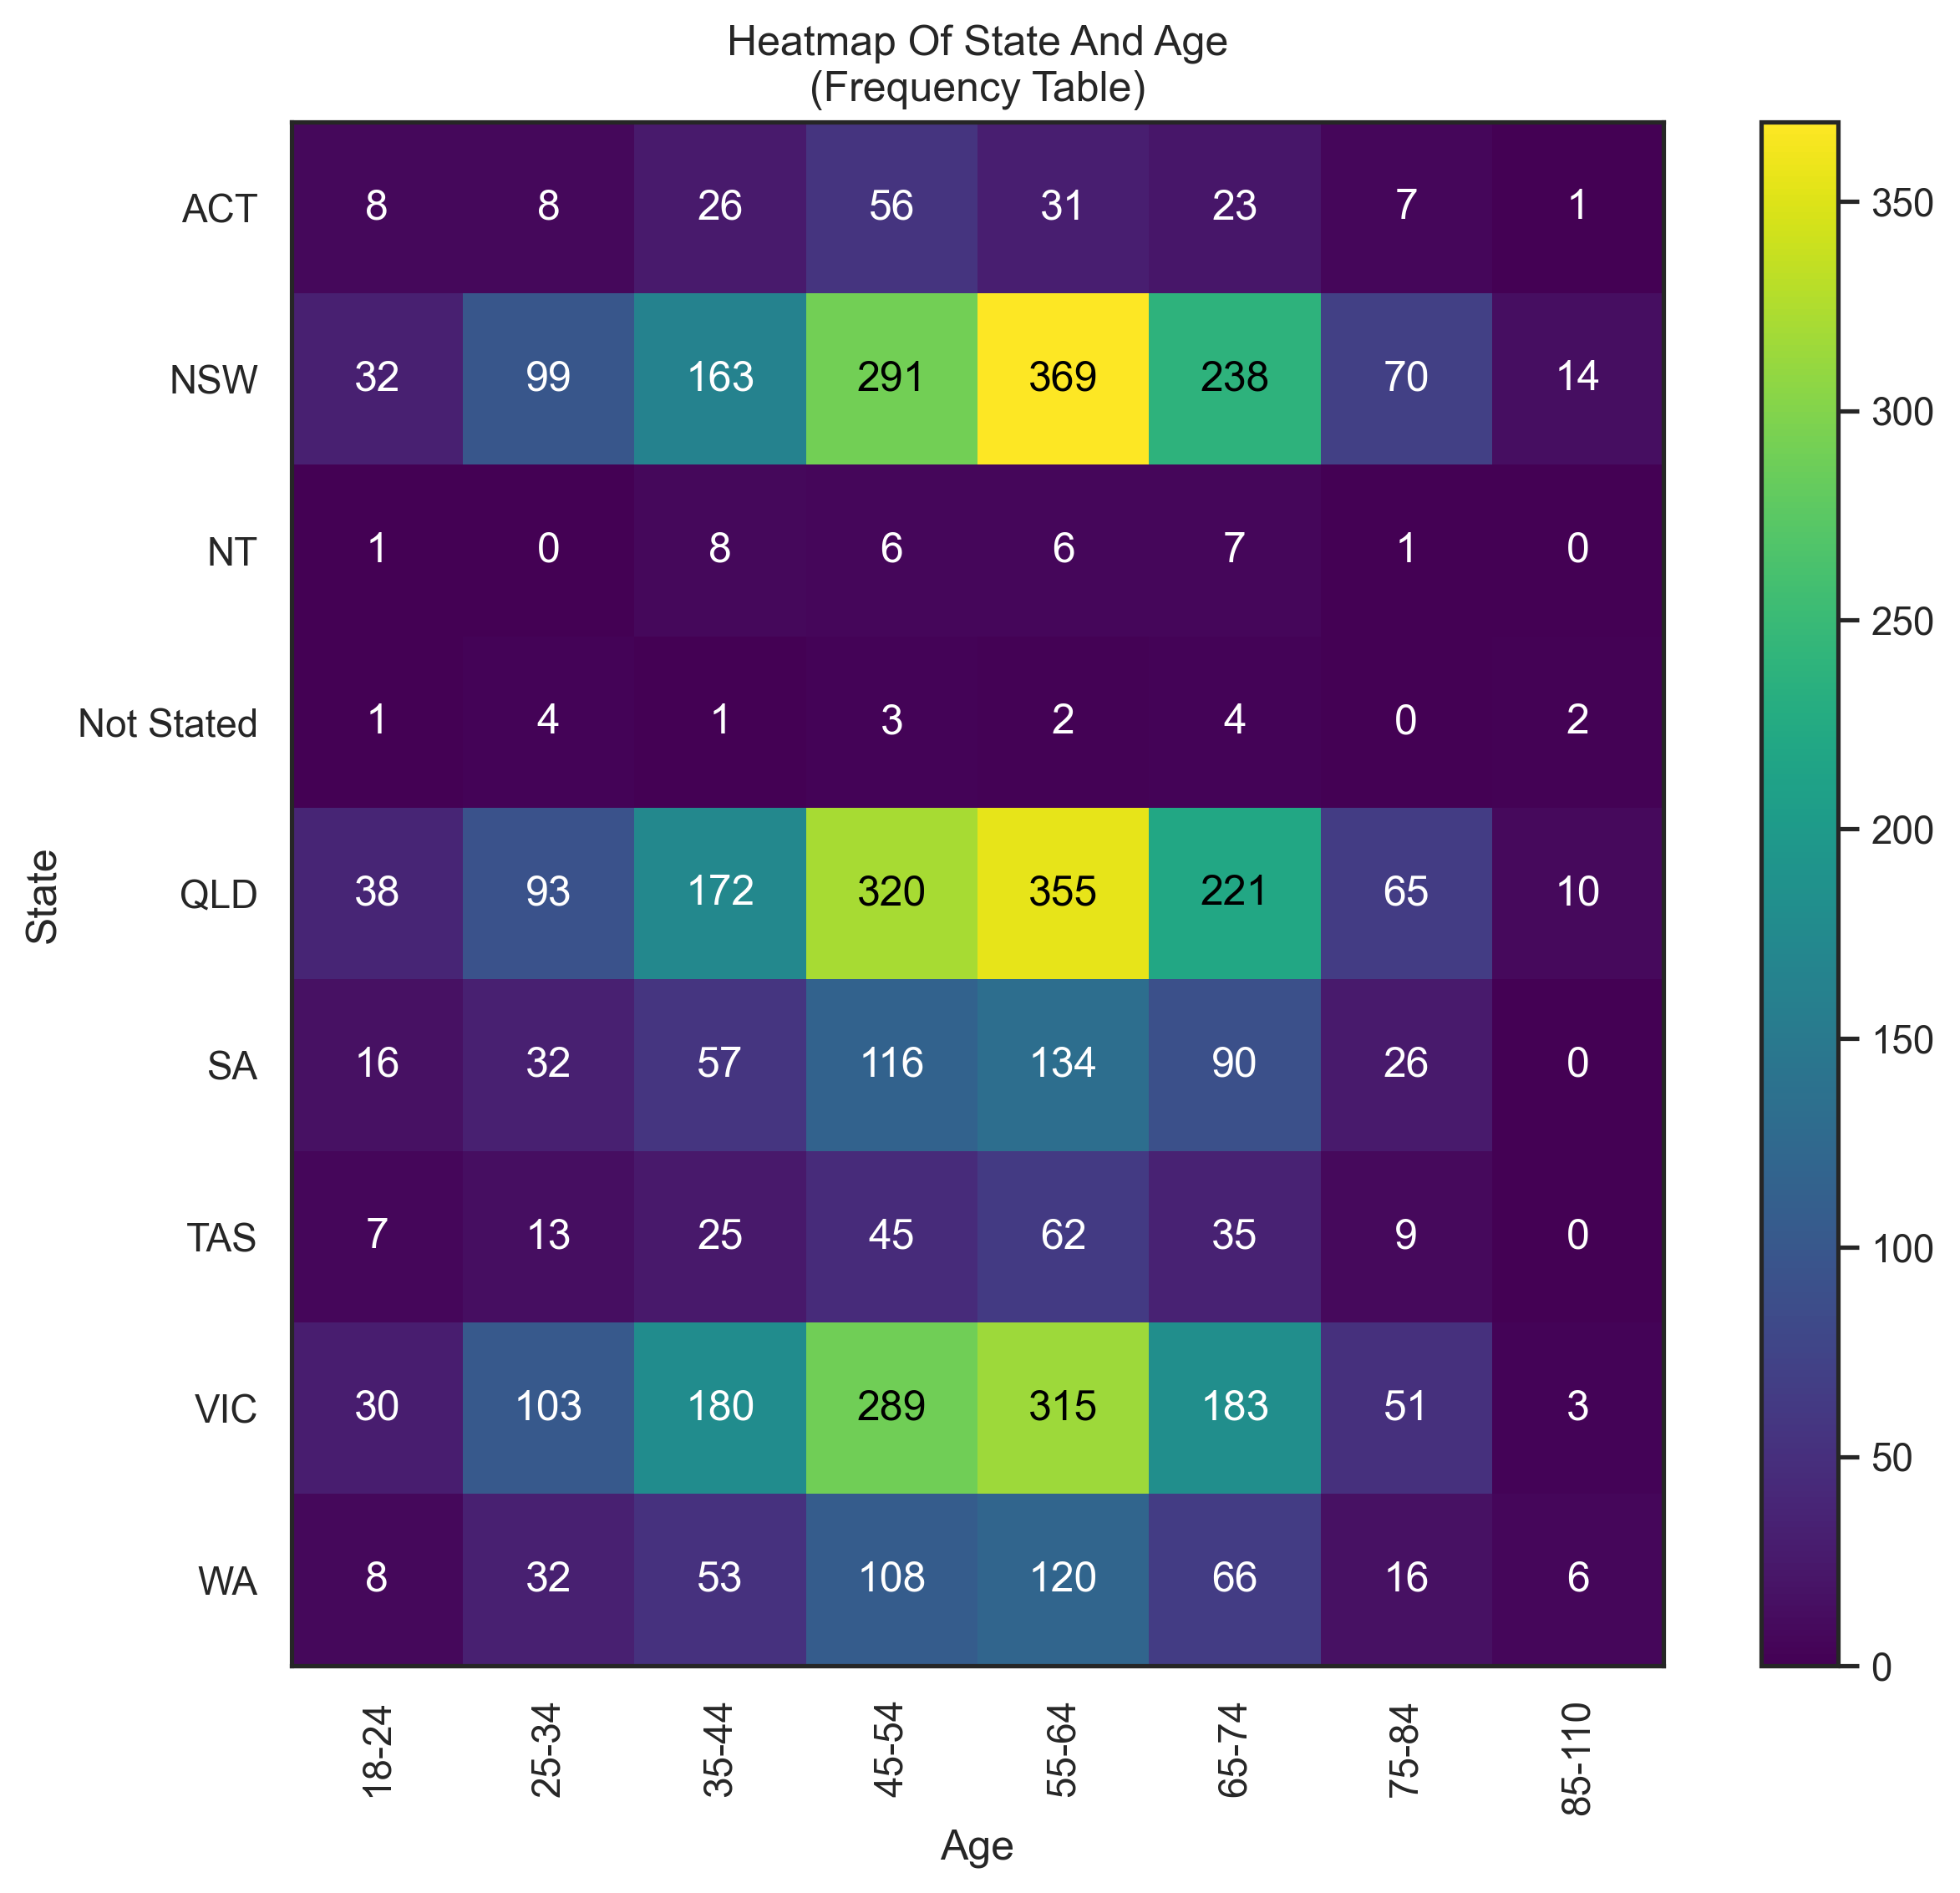 Heatmap Of State And Age
(Frequency Table)
ACT 8 8 26 56 31 23 7 1
NSW 32 99 163 291 369 238 70 14
NT 1 0 8 6 6 7 1 0
Not Stated 1 4 1 3 2 4 0 2
QLD 38 93 172 320 355 221 65 10
SA 16 32 57 116 134 90 26 0
TAS 7 13 25 45 62 35 9 0
VIC 30 103 180 289 315 183 51 3
WA 8 32 53 108 120 66 16 6
18-24 25-34 35-44 45-54 55-64 65-74 75-84 85-110
Age
State
350
300
250
200
150
100
50
0